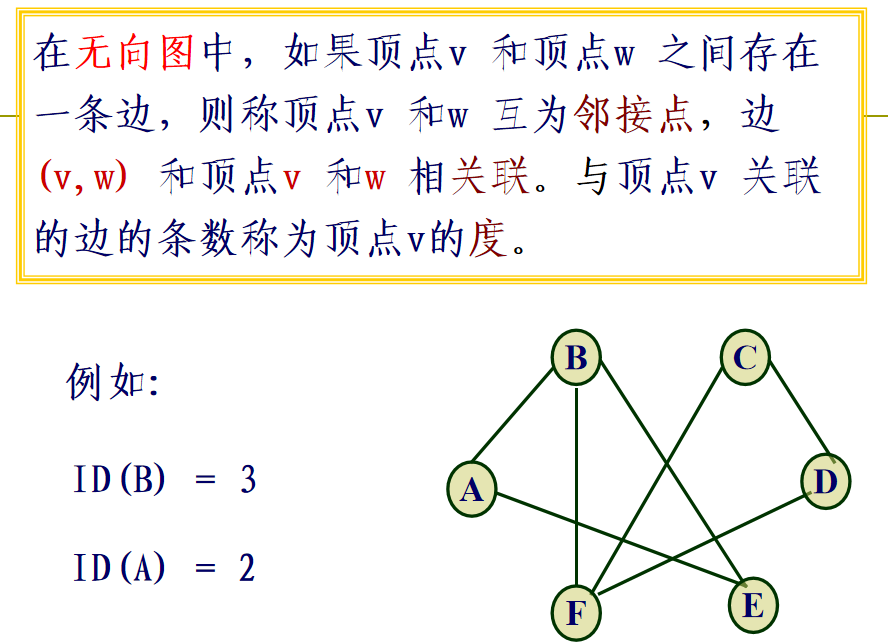 在无向图中，如果顶点v 和顶点w 之间存在
一条边，则称顶点v 和w 互为邻接点，边
(v,w) 和顶点v 和w 相关联。与顶点v 关联
的边的条数称为顶点v的度。
例如:
ID(B) = 3
ID(A) = 2
B
C
A
D
F
E